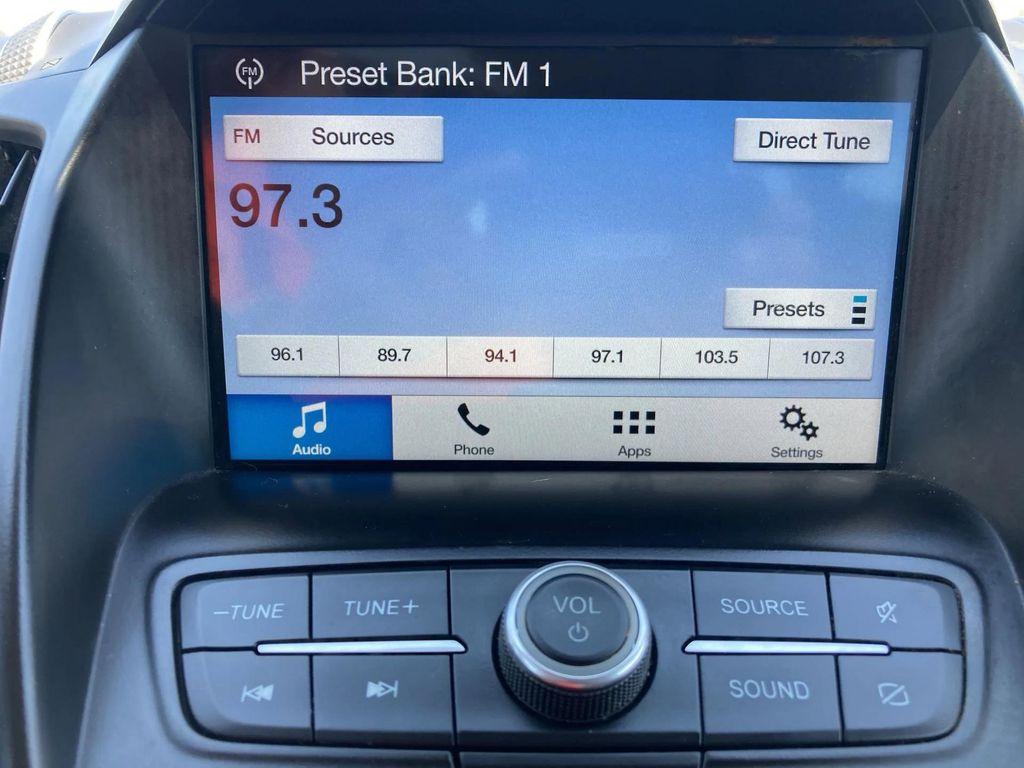 FM Preset Bank: FM 1
FM Sources
Direct Tune
97.3
Presets
96.1 89.7 94.1 97.1 103.5 107.3
Audio Phone Apps Settings
–TUNE TUNE+ VOL SOURCE
SOUND